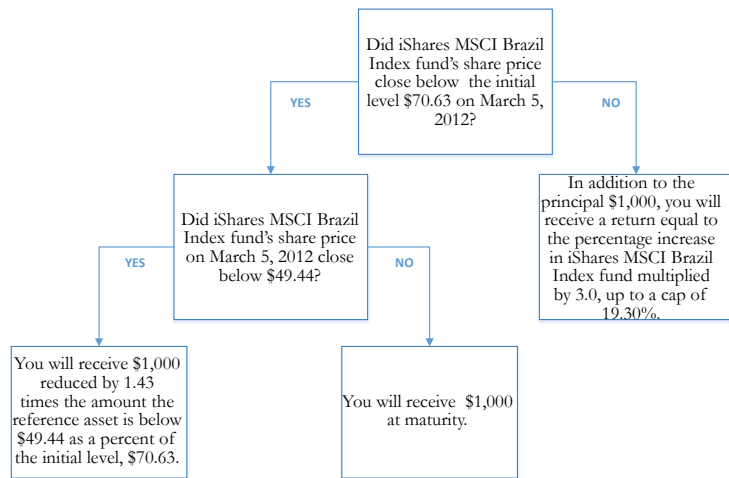 Did iShares MSCI Brazil
Index fund's share price
close below the initial
level $70.63 on March 5,
2012?
YES
NO
Did iShares MSCI Brazil
Index fund's share price
on March 5, 2012 close
below $49.44?
In addition to the
principal $1,000, you will
receive a return equal to
the percentage increase
in iShares MSCI Brazil
Index fund multiplied
by 3.0, up to a cap of
19.30%.
YES
NO
You will receive $1,000
reduced by 1.43
times the amount the
reference asset is below
$49.44 as a percent of
the initial level, $70.63.
You will receive $1,000
at maturity.